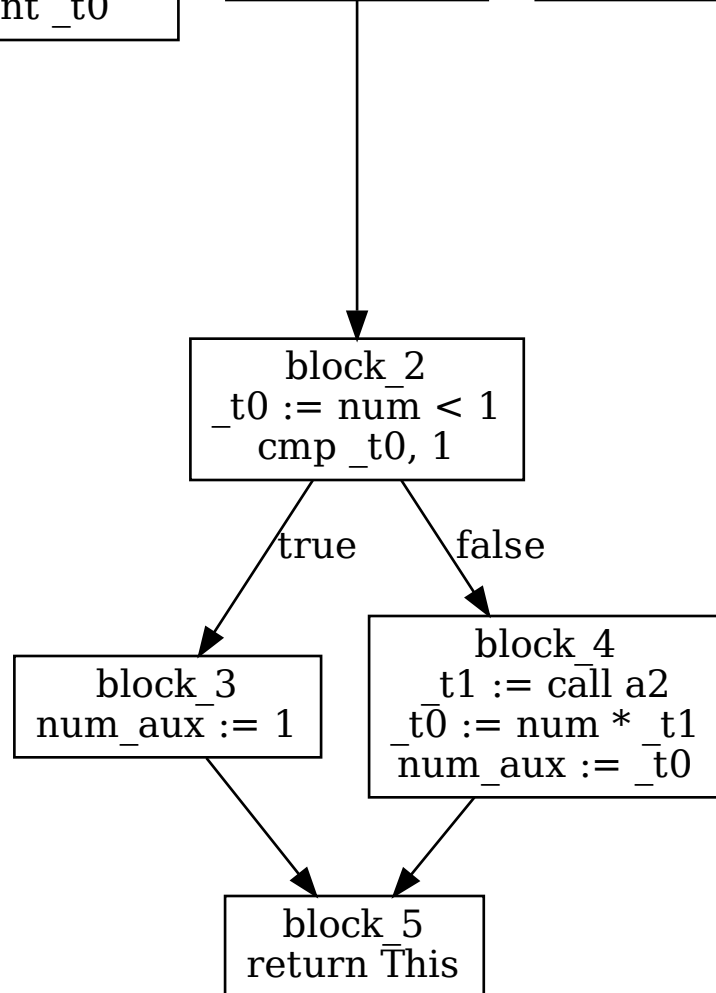 nt _t0
block_2
_t0 := num < 1
cmp _t0, 1
true
false
block_3
num_aux := 1
block_4
_t1 := call a2
_t0 := num * _t1
num_aux := _t0
block_5
return This